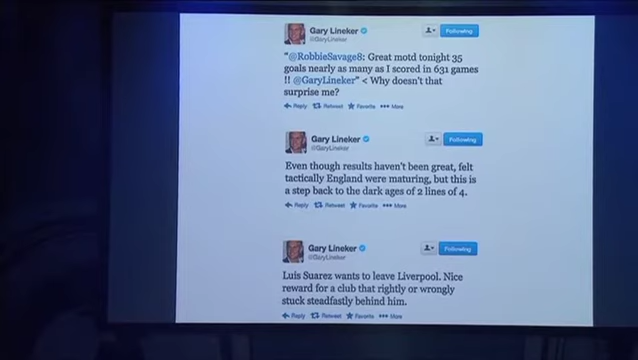 Gary Lineker
@GaryLineker
Following
"@RobbieSavage8: Great motd tonight 35
goals nearly as many as I scored in 631 games
!! @GaryLineker" < Why doesn't that
surprise me?
Reply Retweet Favorite More
Gary Lineker
@GaryLineker
Following
Even though results haven't been great, felt
tactically England were maturing, but this is
a step back to the dark ages of 2 lines of 4.
Reply Retweet Favorite More
Gary Lineker
@GaryLineker
Following
Luis Suarez wants to leave Liverpool. Nice
reward for a club that rightly or wrongly
stuck steadfastly behind him.
Reply Retweet Favorite More